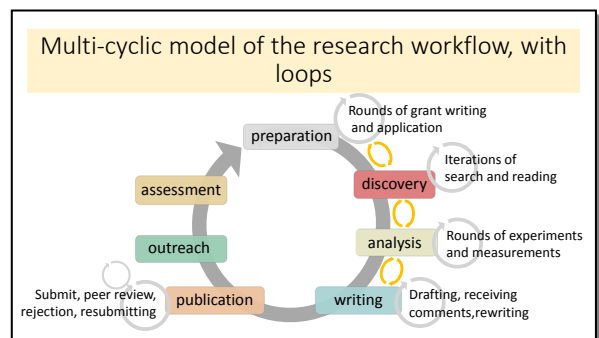 Multi-cyclic model of the research workflow, with
loops
preparation
Rounds of grant writing
and application
discovery
Iterations of
search and reading
analysis
Rounds of experiments
and measurements
writing
Drafting, receiving
comments,rewriting
publication
Submit, peer review,
rejection, resubmitting
outreach
assessment